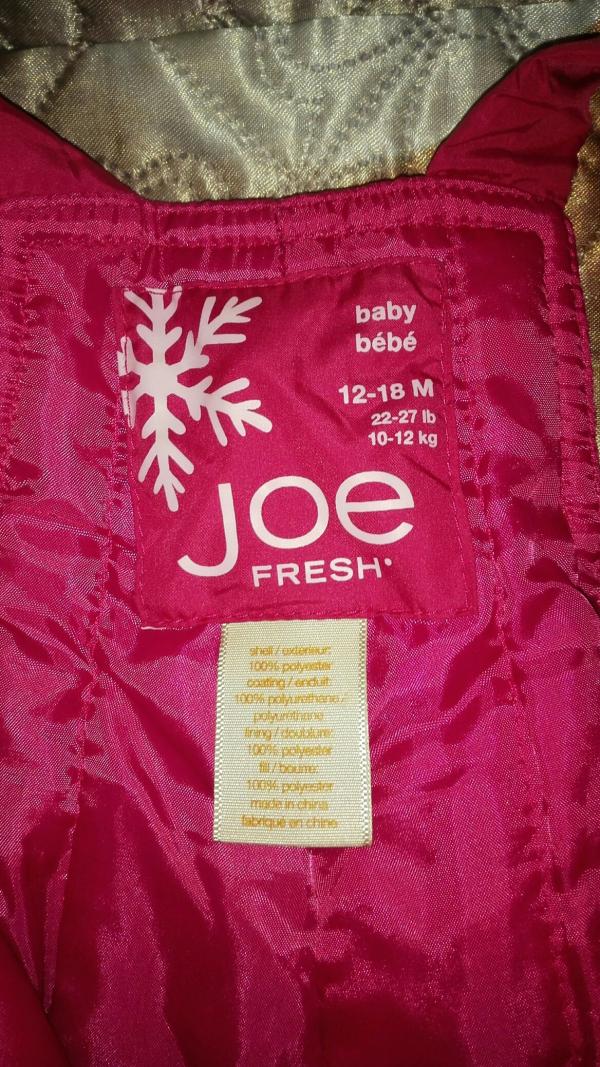 baby
bébé
12-18 M
22-27 lb
10-12 kg
Joe
FRESH
shell / extérieur:
100% polyester
coating / enduit:
100% polyurethane /
polyuréthane
lining / doublure:
100% polyester
fill / bourre:
100% polyester
made in china
fabriqué en chine